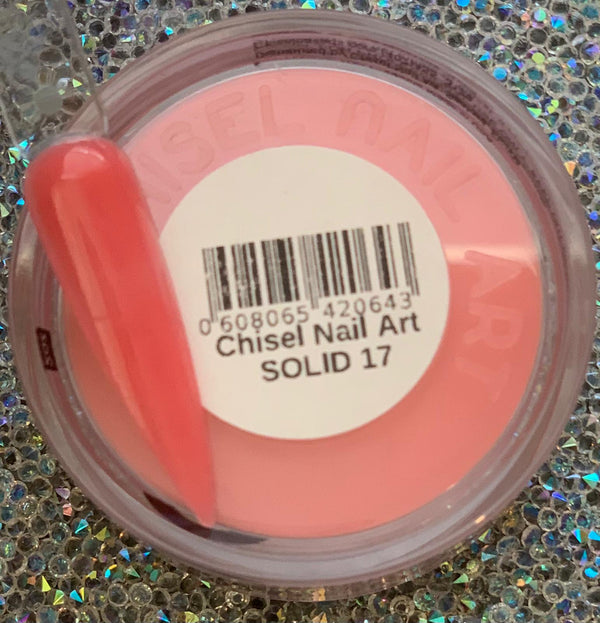 CHISEL NAIL ART
0 608065 420643
Chisel Nail Art
SOLID 17